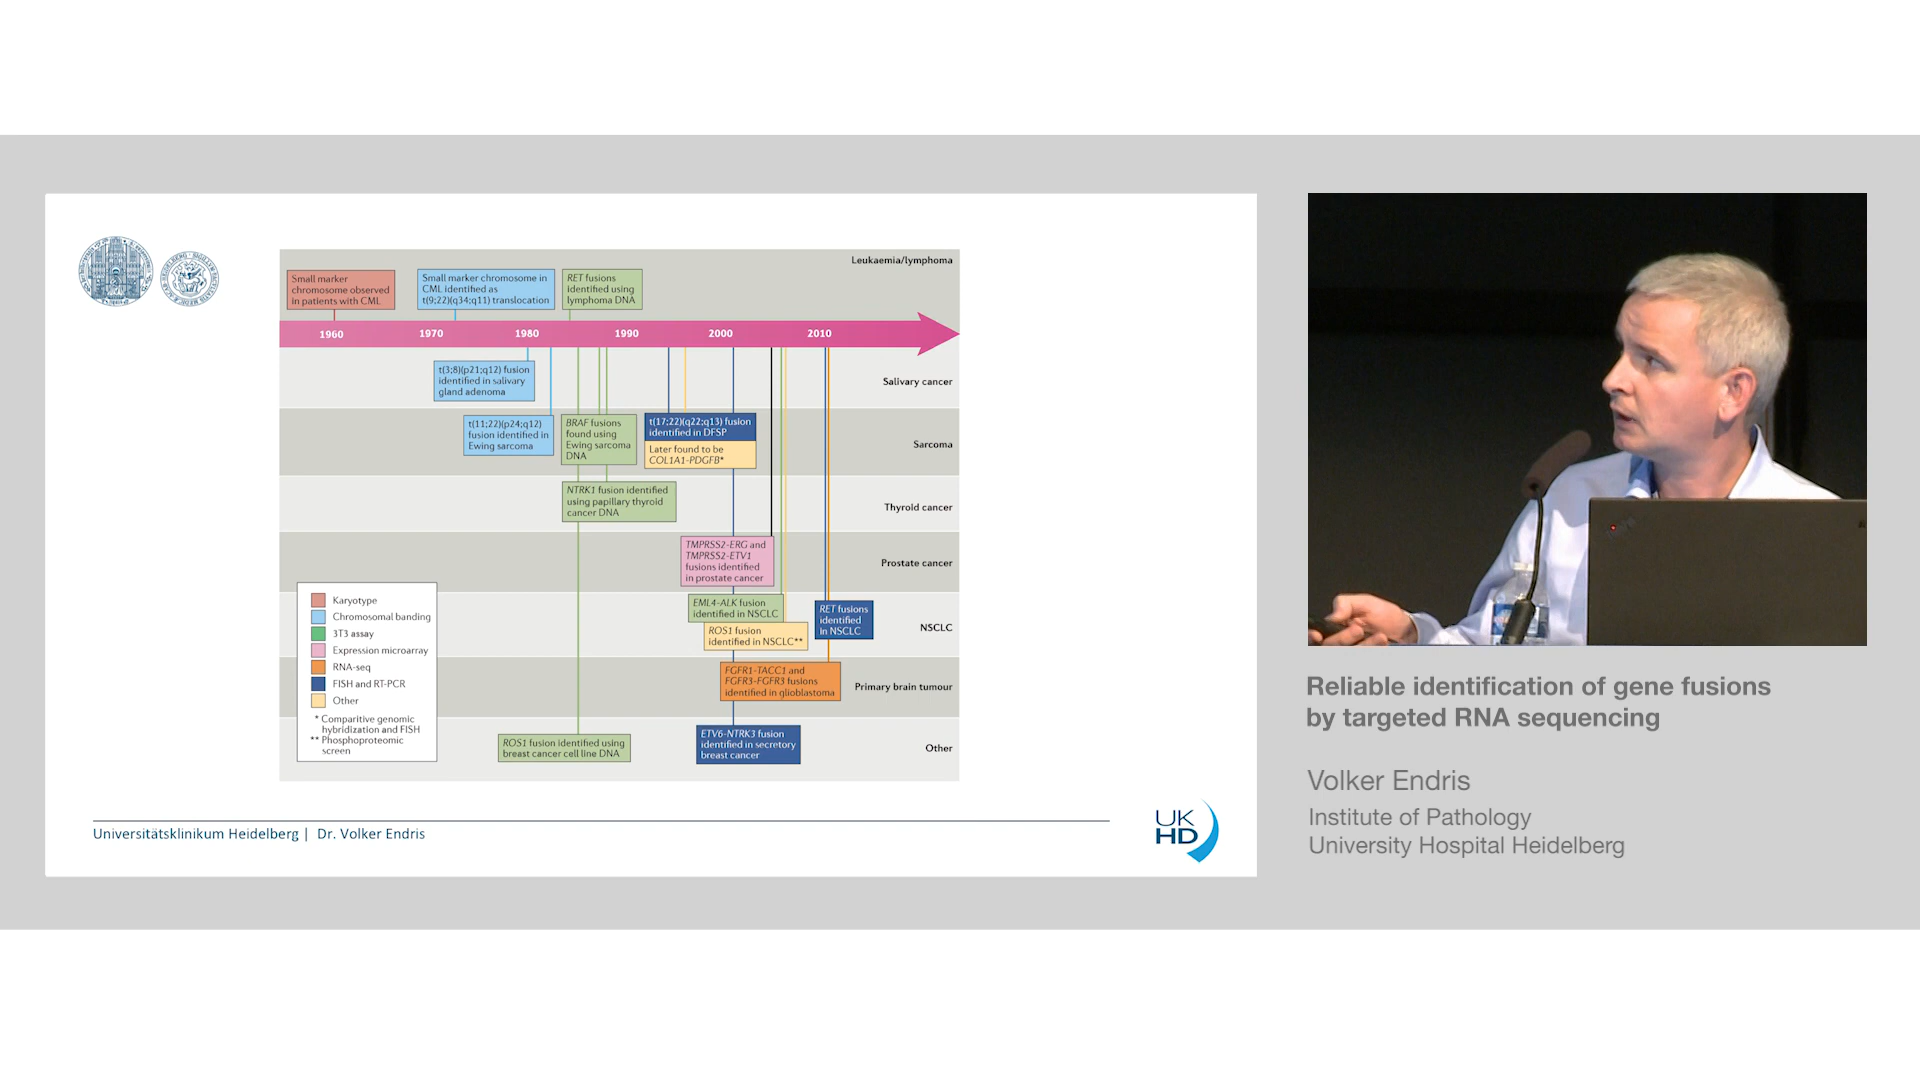 Leukaemia/lymphoma
Small marker
chromosome observed
in patients with CML
Small marker chromosome in
CML identified as
t(9;22)(q34;q11) translocation
RET fusions
identified using
lymphoma DNA
1960
1970
1980
1990
2000
2010
t(3;8)(p21;q12) fusion
identified in salivary
gland adenoma
Salivary cancer
t(11;22)(p24;q12)
fusion identified in
Ewing sarcoma
BRAF fusions
found using
Ewing sarcoma
DNA
t(17;22)(q22;q13) fusion
identified in DFSP
Later found to be
COL1A1-PDGFB*
Sarcoma
NTRK1 fusion identified
using papillary thyroid
cancer DNA
Thyroid cancer
TMPRSS2-ERG and
TMPRSS2-ETV1
fusions identified
in prostate cancer
Prostate cancer
EML4-ALK fusion
identified in NSCLC
ROS1 fusion
identified in NSCLC**
RET fusions
identified
in NSCLC
NSCLC
FGFR1-TACC1 and
FGFR3-FGFR3 fusions
identified in glioblastoma
Primary brain tumour
ROS1 fusion identified using
breast cancer cell line DNA
ETV6-NTRK3 fusion
identified in secretory
breast cancer
Other
Karyotype
Chromosomal banding
3T3 assay
Expression microarray
RNA-seq
FISH and RT-PCR
Other
* Comparitive genomic
hybridization and FISH
** Phosphoproteomic
screen
Universitätsklinikum Heidelberg | Dr. Volker Endris
UK
HD
Reliable identification of gene fusions
by targeted RNA sequencing
Volker Endris
Institute of Pathology
University Hospital Heidelberg